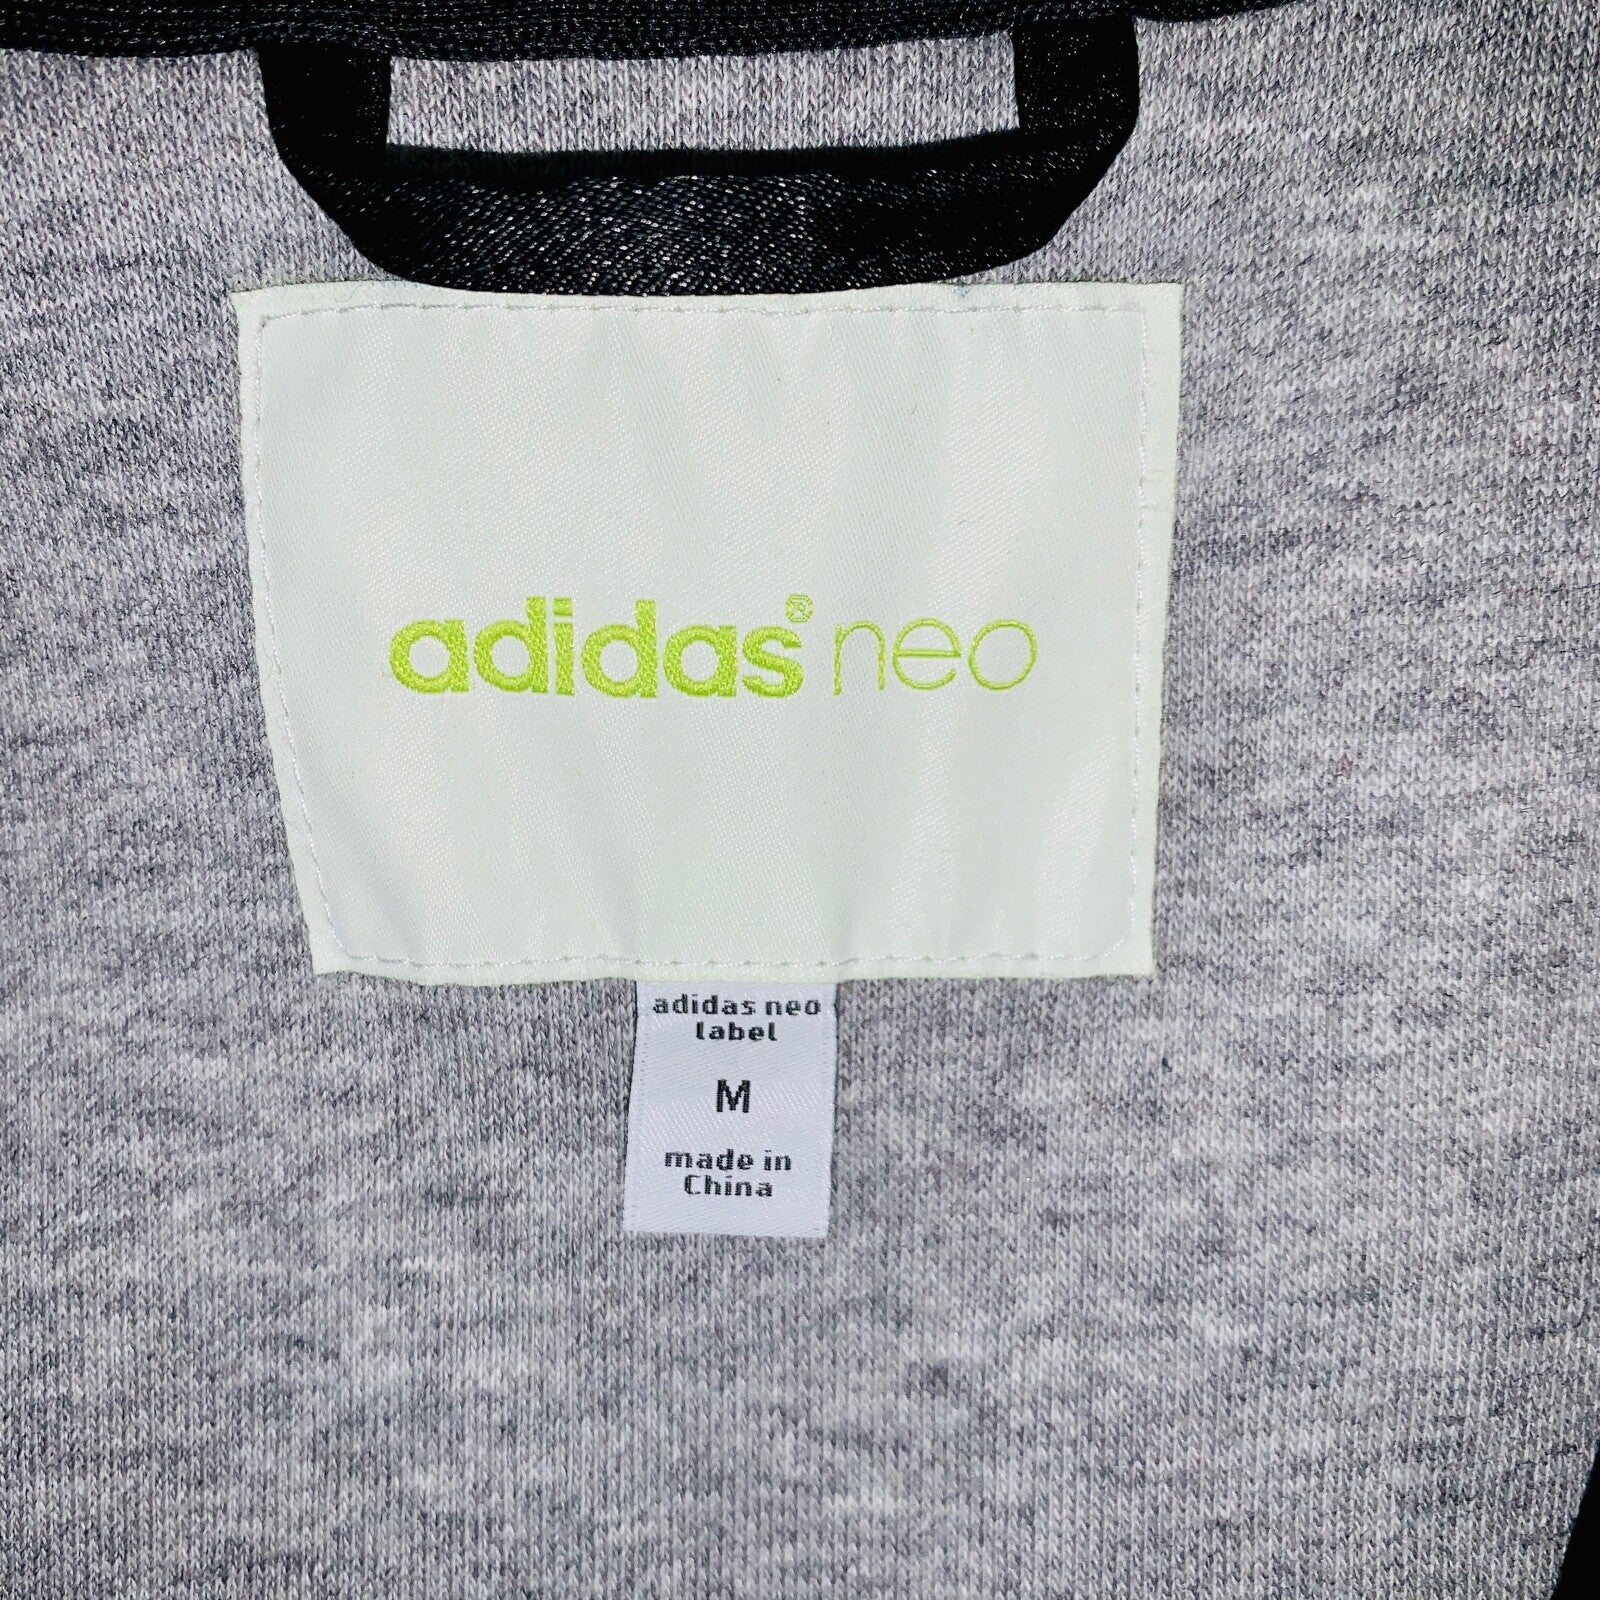 adidas® neo
adidas neo
label
M
made in
China